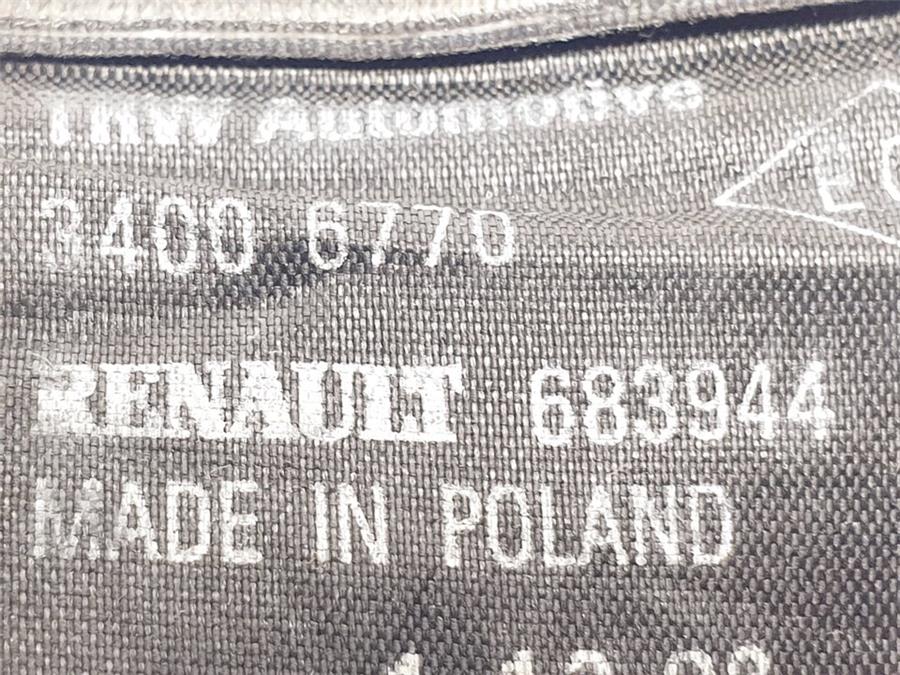 TRW Automotive
3400 6770
RENAULT 683944
MADE IN POLAND